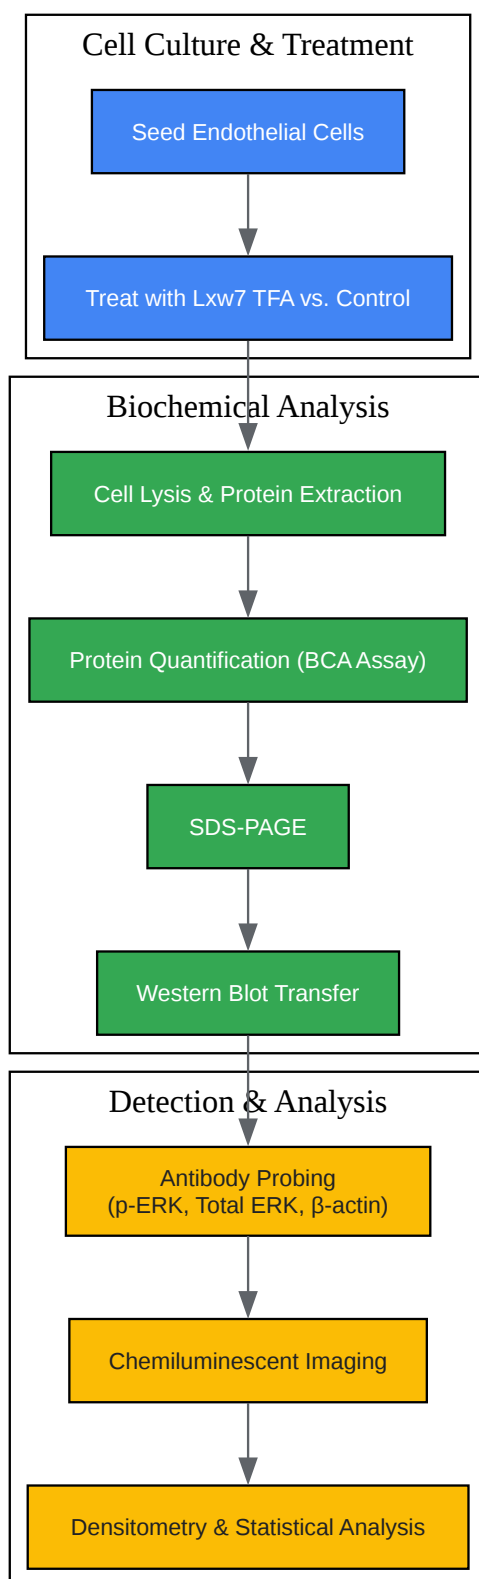 Cell Culture & Treatment
Seed Endothelial Cells
Treat with Lxw7 TFA vs. Control
Biochemical Analysis
Cell Lysis & Protein Extraction
Protein Quantification (BCA Assay)
SDS-PAGE
Western Blot Transfer
Detection & Analysis
Antibody Probing
(p-ERK, Total ERK, β-actin)
Chemiluminescent Imaging
Densitometry & Statistical Analysis